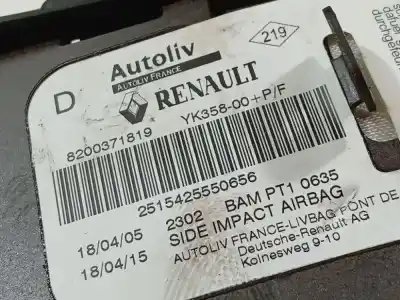 D
Autoliv
AUTOLIV FRANCE
219
RENAULT
8200371819
YK358-00+P/F
2515425550656
18/04/05 2302 BAM PT1 0635
18/04/15 SIDE IMPACT AIRBAG
AUTOLIV FRANCE-LIVBAG PONT DE
Deutsche-Renault-AG
Kolnesweg 9-10